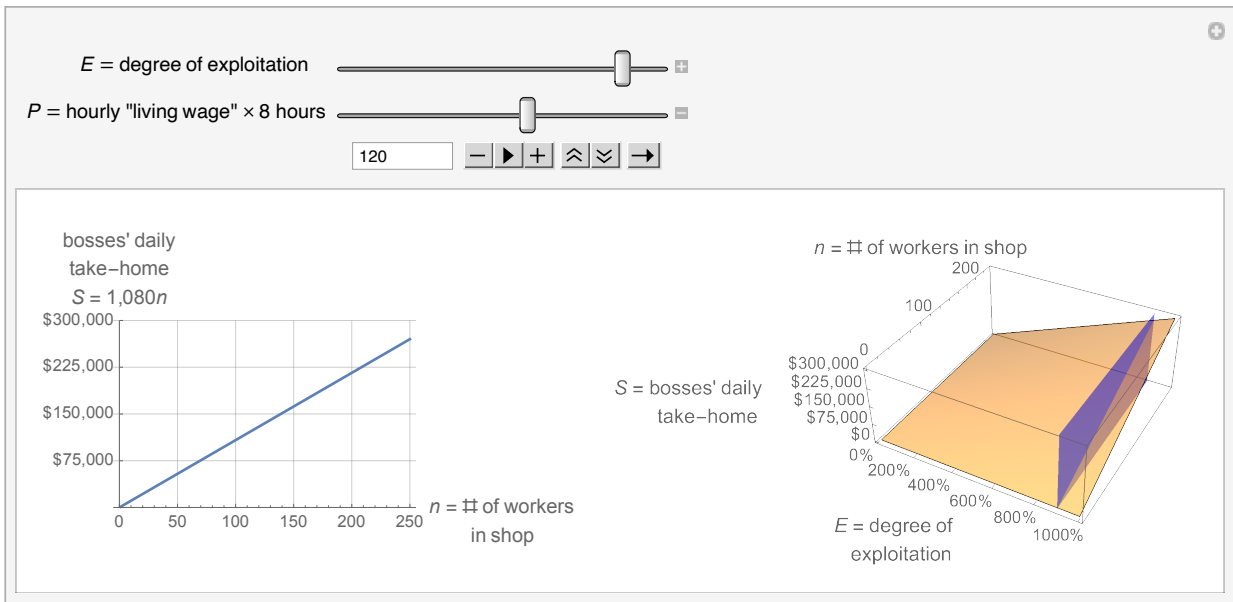 E = degree of exploitation
P = hourly "living wage" × 8 hours
120
bosses' daily
take−home
S = 1,080n
$300,000
$225,000
$150,000
$75,000
0 50 100 150 200 250
n = # of workers
in shop
n = # of workers in shop
200
100
0
$300,000
$225,000
$150,000
$75,000
$0
S = bosses' daily
take−home
0%
200%
400%
600%
800%
1000%
E = degree of
exploitation